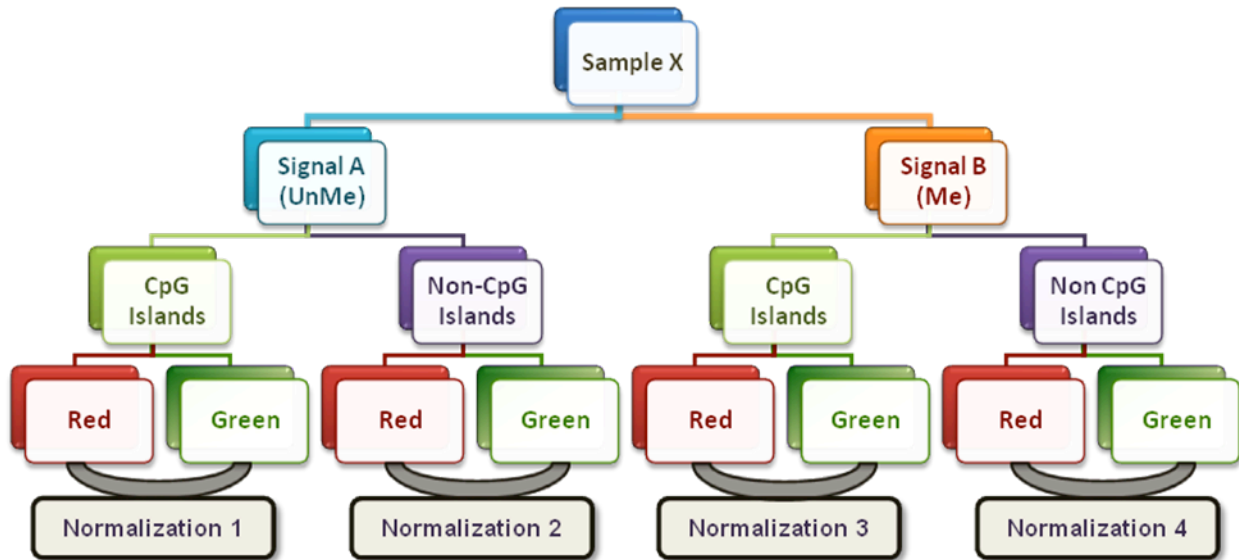 Sample X
Signal A
(UnMe)
Signal B
(Me)
CpG
Islands
Non-CpG
Islands
CpG
Islands
Non CpG
Islands
Red
Green
Red
Green
Red
Green
Red
Green
Normalization 1
Normalization 2
Normalization 3
Normalization 4